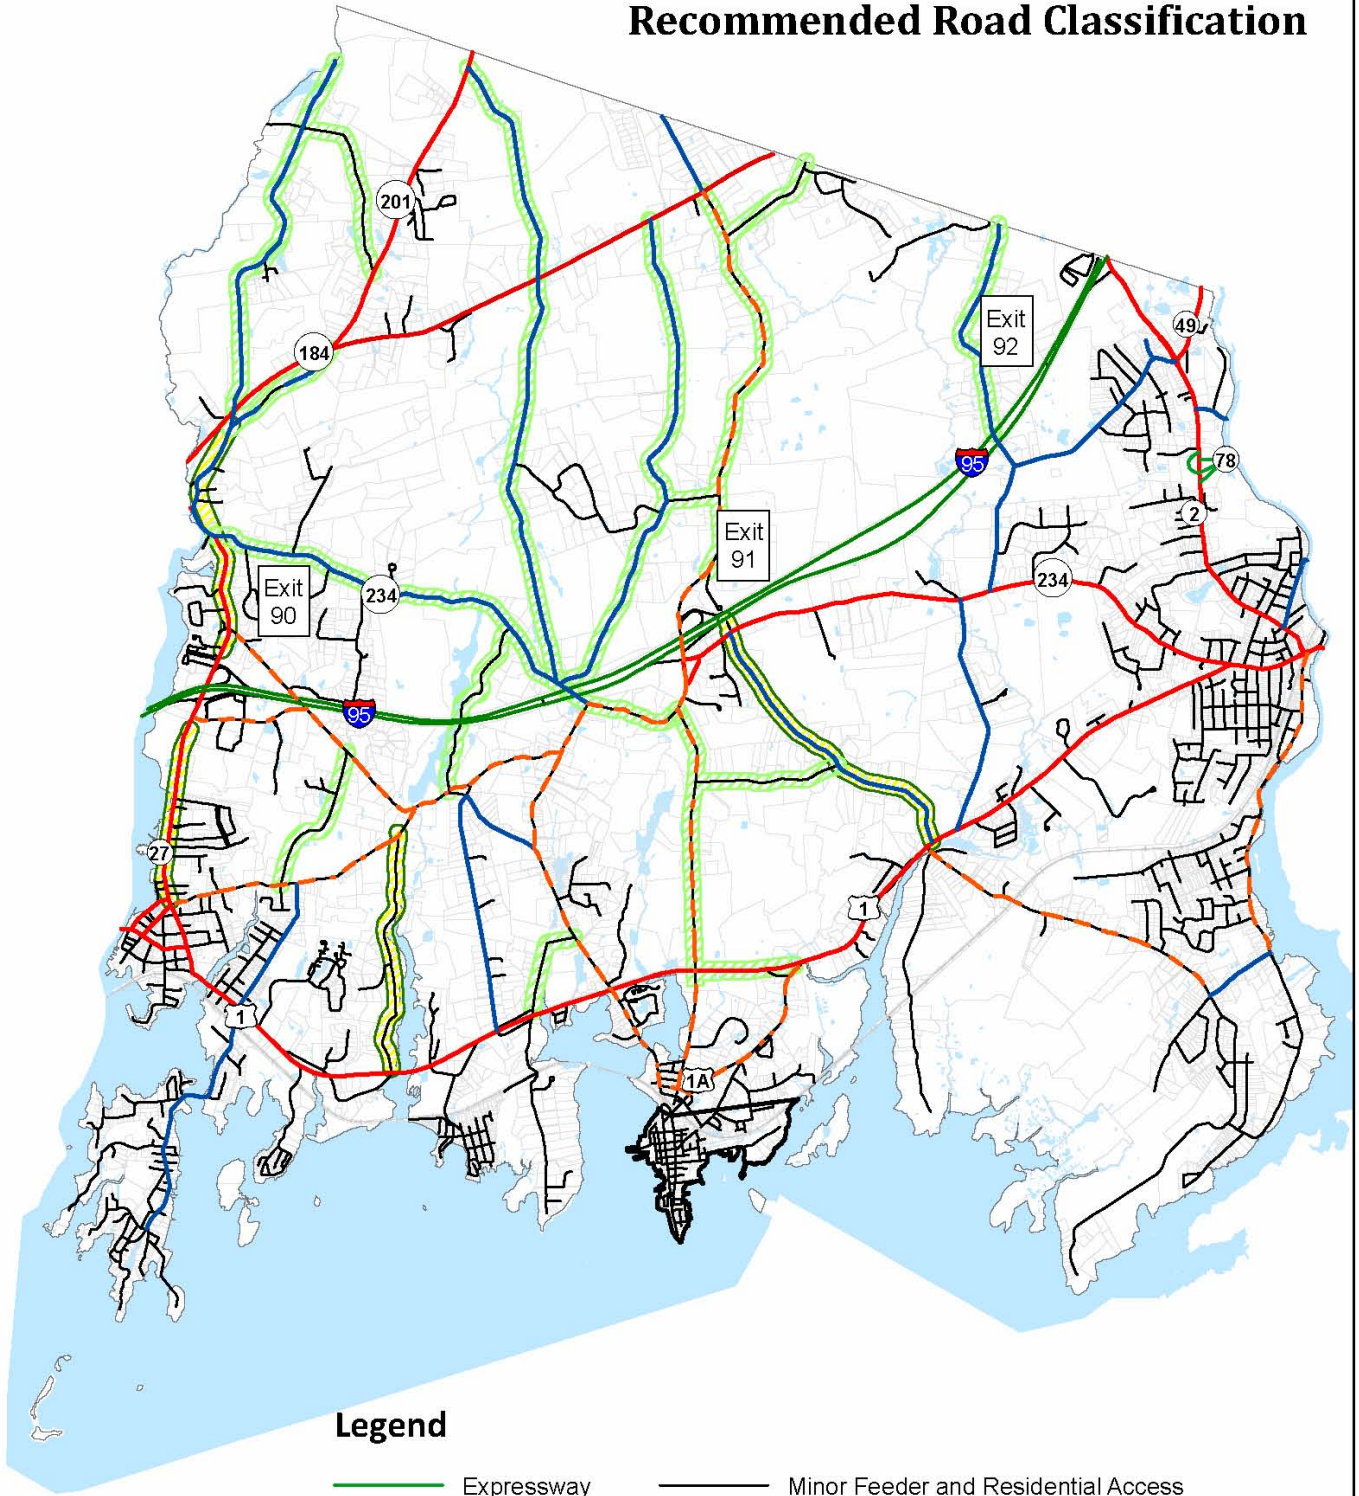 Recommended Road Classification
201
184
49
Exit
92
95
78
2
Exit
91
234
Exit
90
234
95
27
1
1
1A
Legend
Expressway
Minor Feeder and Residential Access